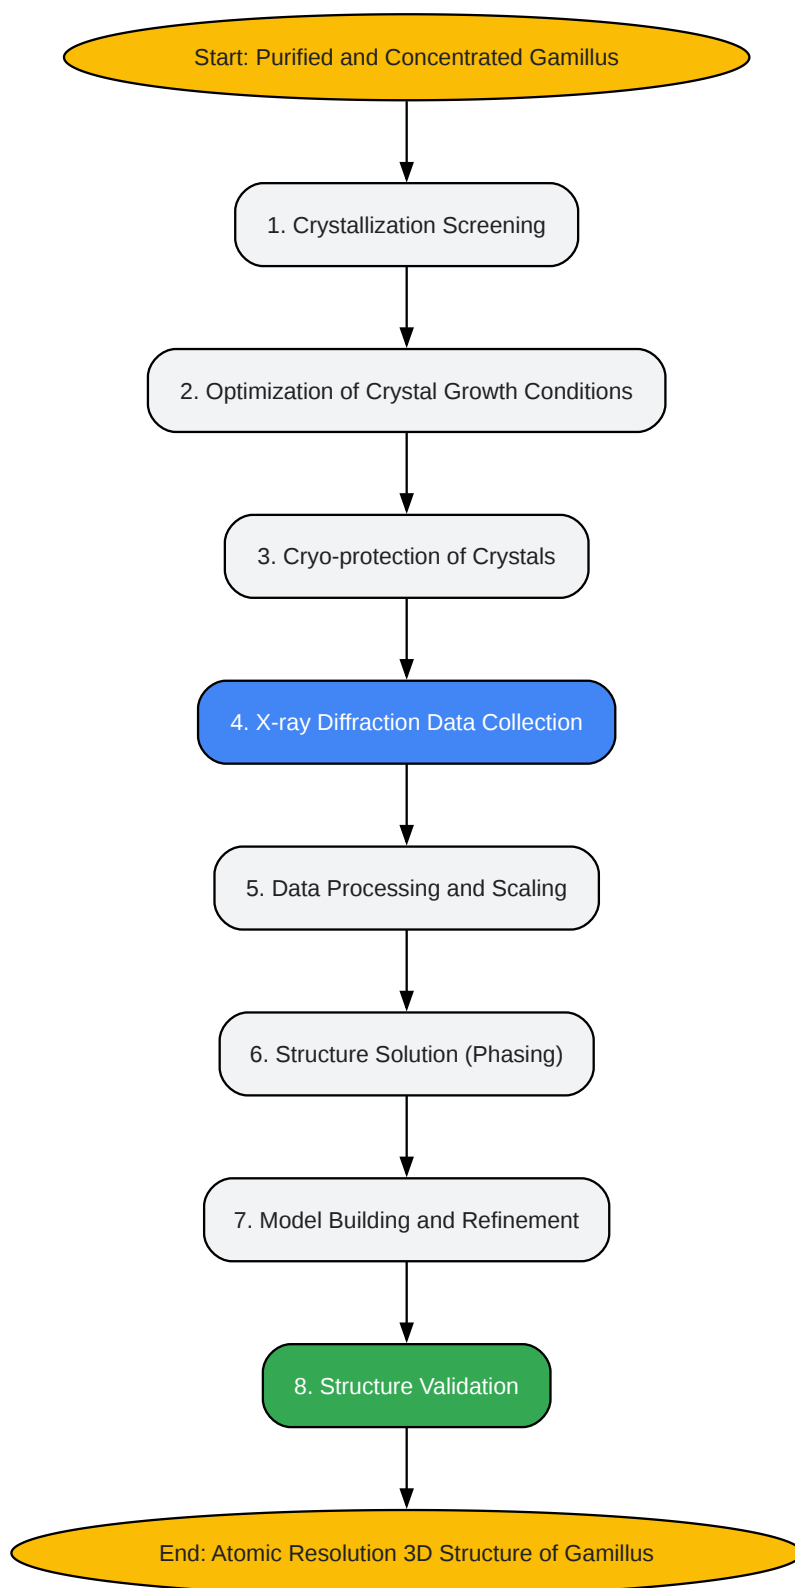 Start: Purified and Concentrated Gamillus
1. Crystallization Screening
2. Optimization of Crystal Growth Conditions
3. Cryo-protection of Crystals
4. X-ray Diffraction Data Collection
5. Data Processing and Scaling
6. Structure Solution (Phasing)
7. Model Building and Refinement
8. Structure Validation
End: Atomic Resolution 3D Structure of Gamillus